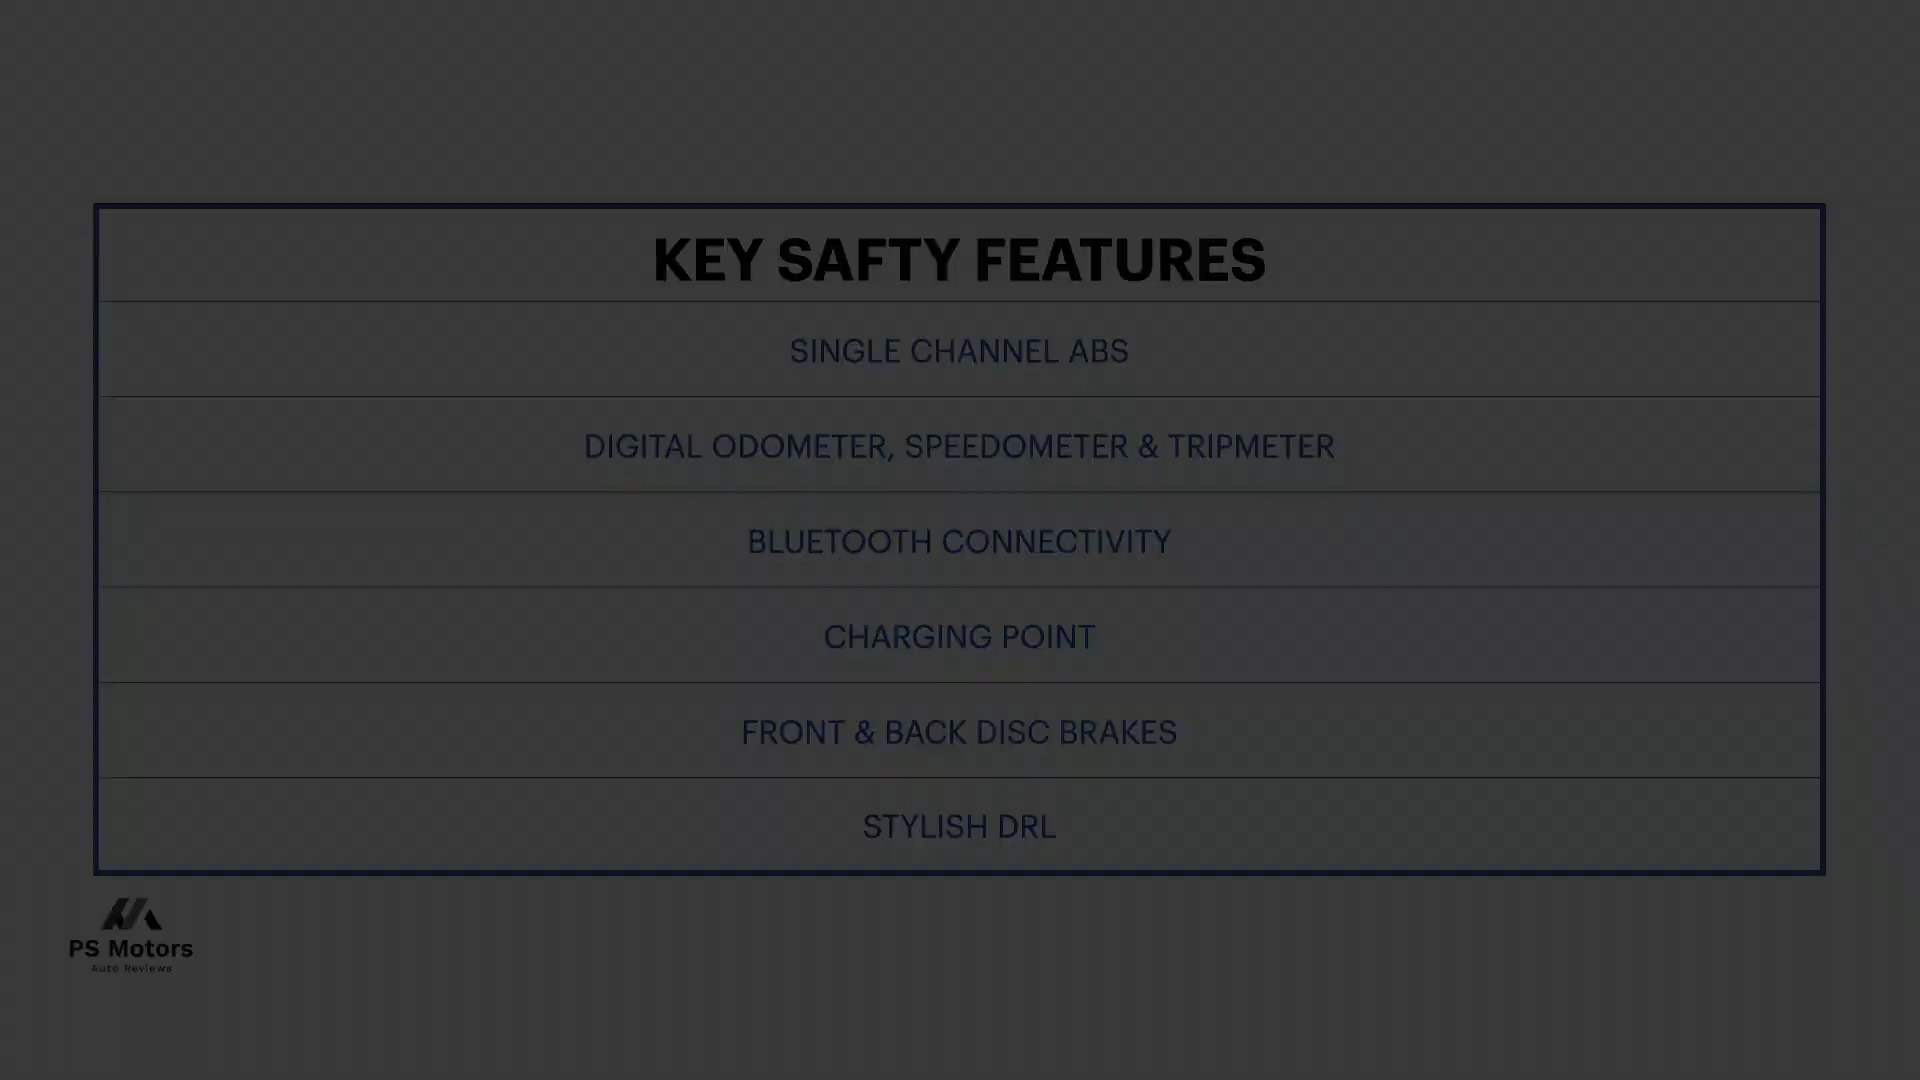 KEY SAFTY FEATURES
SINGLE CHANNEL ABS
DIGITAL ODOMETER, SPEEDOMETER & TRIPMETER
BLUETOOTH CONNECTIVITY
CHARGING POINT
FRONT & BACK DISC BRAKES
STYLISH DRL
PS Motors
Auto Reviews